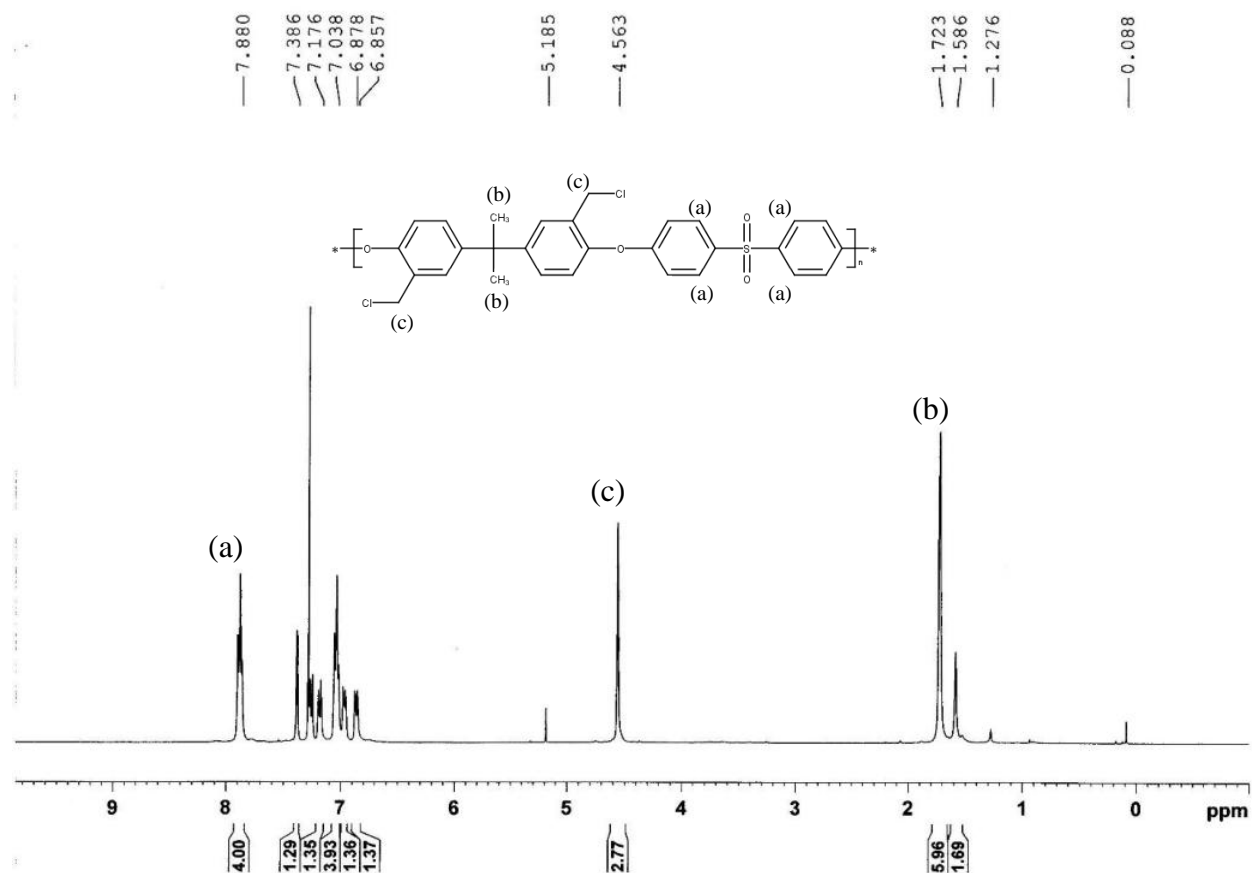 7.880
7.386
7.176
7.038
6.878
6.857
5.185
4.563
1.723
1.586
1.276
0.088
(b) (c) Cl
CH₃ (a) O (a)
* O O S n *
CH₃ O
Cl (b) (a) (a)
(c)
(b)
(c)
(a)
9 8 7 6 5 4 3 2 1 0 ppm
4.00 1.29 1.35 3.93 1.36 1.37 2.77 5.96 1.69